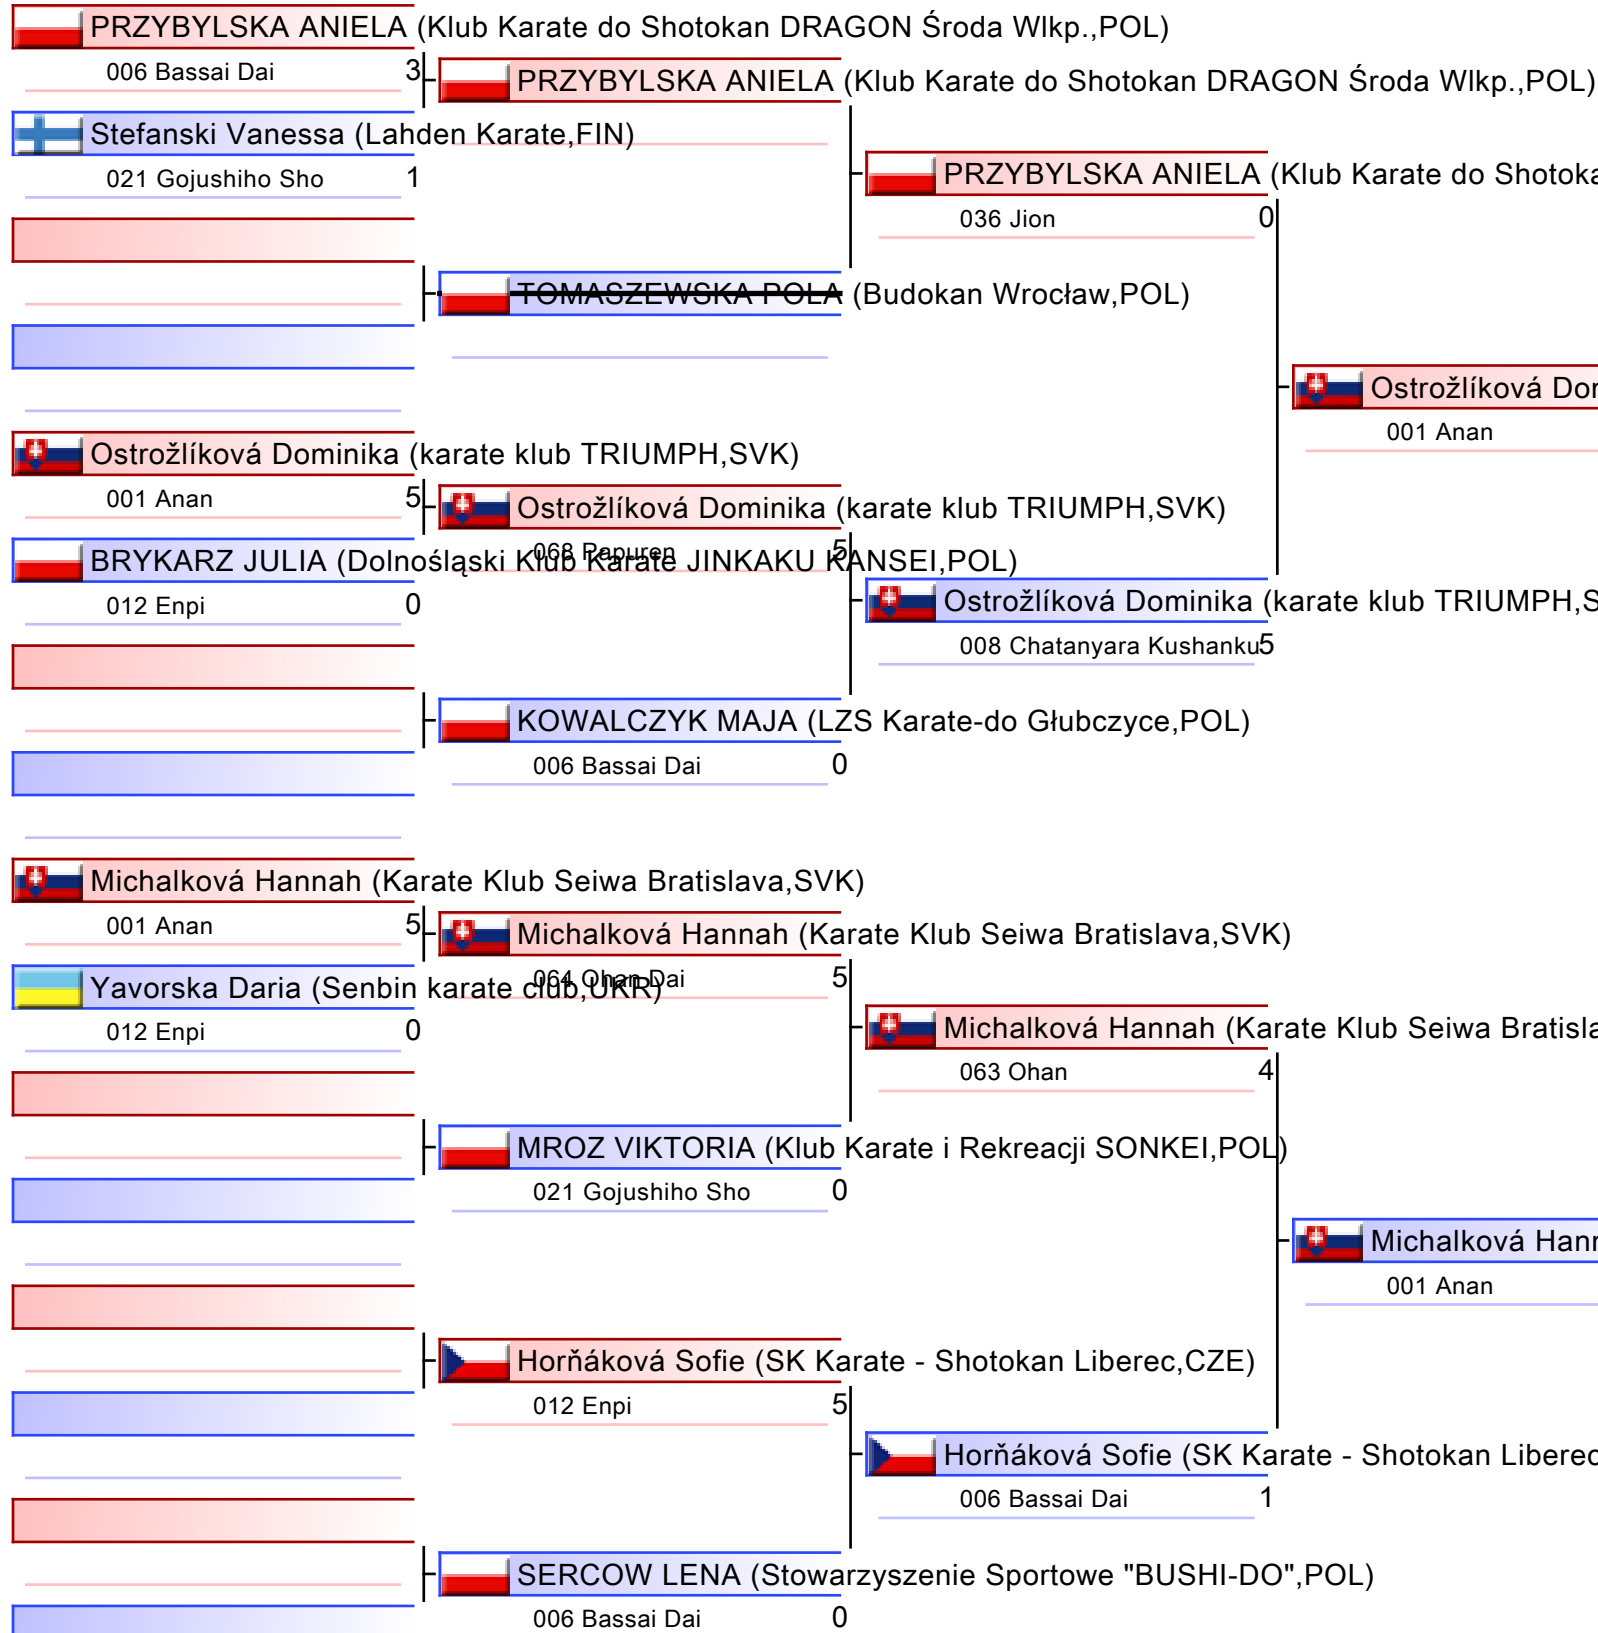 PRZYBYLSKA ANIELA (Klub Karate do Shotokan DRAGON Środa Wlkp.,POL)
006 Bassai Dai 3
Stefanski Vanessa (Lahden Karate,FIN)
021 Gojushiho Sho 1
Ostrožlíková Dominika (karate klub TRIUMPH,SVK)
001 Anan 5
BRYKARZ JULIA (Dolnośląski Klub Karate JINKAKU KANSEI,POL)
012 Enpi 0
Michalková Hannah (Karate Klub Seiwa Bratislava,SVK)
001 Anan 5
Yavorska Daria (Senbin karate club,UKR)
012 Enpi 0
PRZYBYLSKA ANIELA (Klub Karate do Shotokan DRAGON Środa Wlkp.,POL)
TOMASZEWSKA POLA (Budokan Wrocław,POL)
Ostrožlíková Dominika (karate klub TRIUMPH,SVK)
068 Papuren 5
KOWALCZYK MAJA (LZS Karate-do Głubczyce,POL)
006 Bassai Dai 0
Michalková Hannah (Karate Klub Seiwa Bratislava,SVK)
064 Ohan Dai 5
MROZ VIKTORIA (Klub Karate i Rekreacji SONKEI,POL)
021 Gojushiho Sho 0
Horňáková Sofie (SK Karate - Shotokan Liberec,CZE)
012 Enpi 5
SERCOW LENA (Stowarzyszenie Sportowe "BUSHI-DO",POL)
006 Bassai Dai 0
PRZYBYLSKA ANIELA (Klub Karate do Shotoka
036 Jion 0
Ostrožlíková Dominika (karate klub TRIUMPH,S
008 Chatanyara Kushanku 5
Michalková Hannah (Karate Klub Seiwa Bratisla
063 Ohan 4
Horňáková Sofie (SK Karate - Shotokan Liberec
006 Bassai Dai 1
Ostrožlíková Dor
001 Anan
Michalková Hann
001 Anan